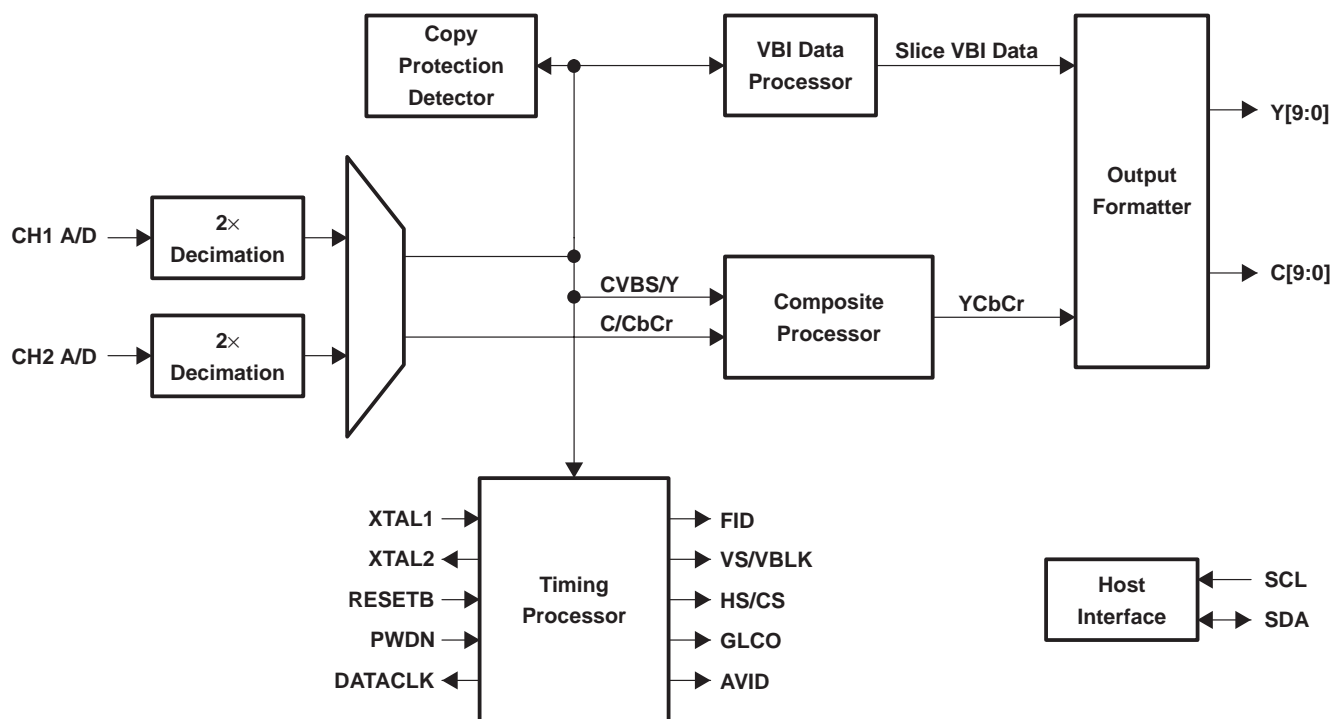 Copy
Protection
Detector
VBI Data
Processor
Slice VBI Data
Output
Formatter
Y[9:0]
C[9:0]
CH1 A/D
2×
Decimation
CH2 A/D
2×
Decimation
CVBS/Y
C/CbCr
Composite
Processor
YCbCr
XTAL1
XTAL2
RESETB
PWDN
DATACLK
Timing
Processor
FID
VS/VBLK
HS/CS
GLCO
AVID
Host
Interface
SCL
SDA